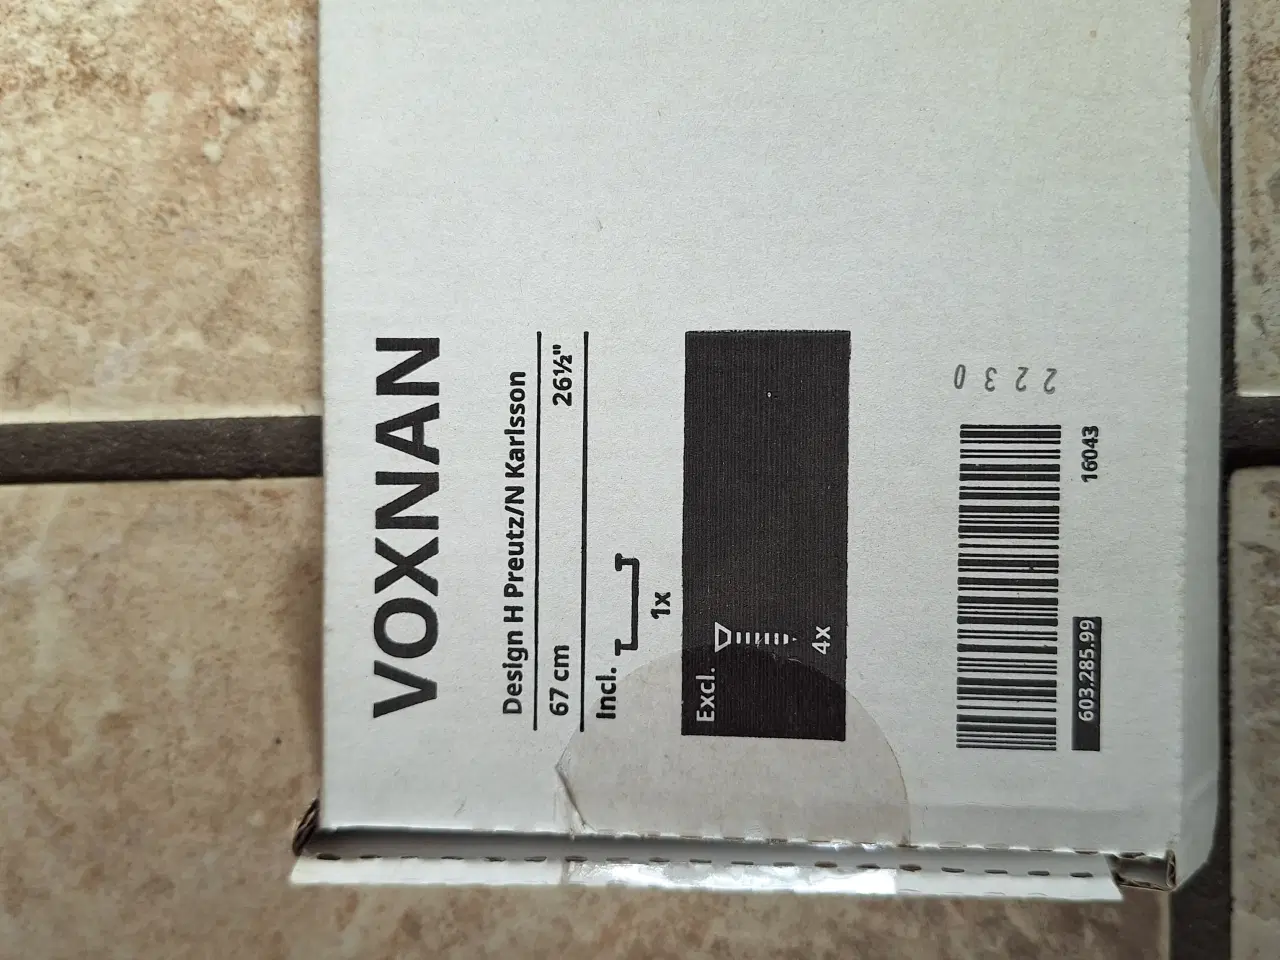 VOXNAN
Design H Preutz/N Karlsson
67 cm 26½"
Incl.
1x
Excl.
4x
2230
603.285.99 16043